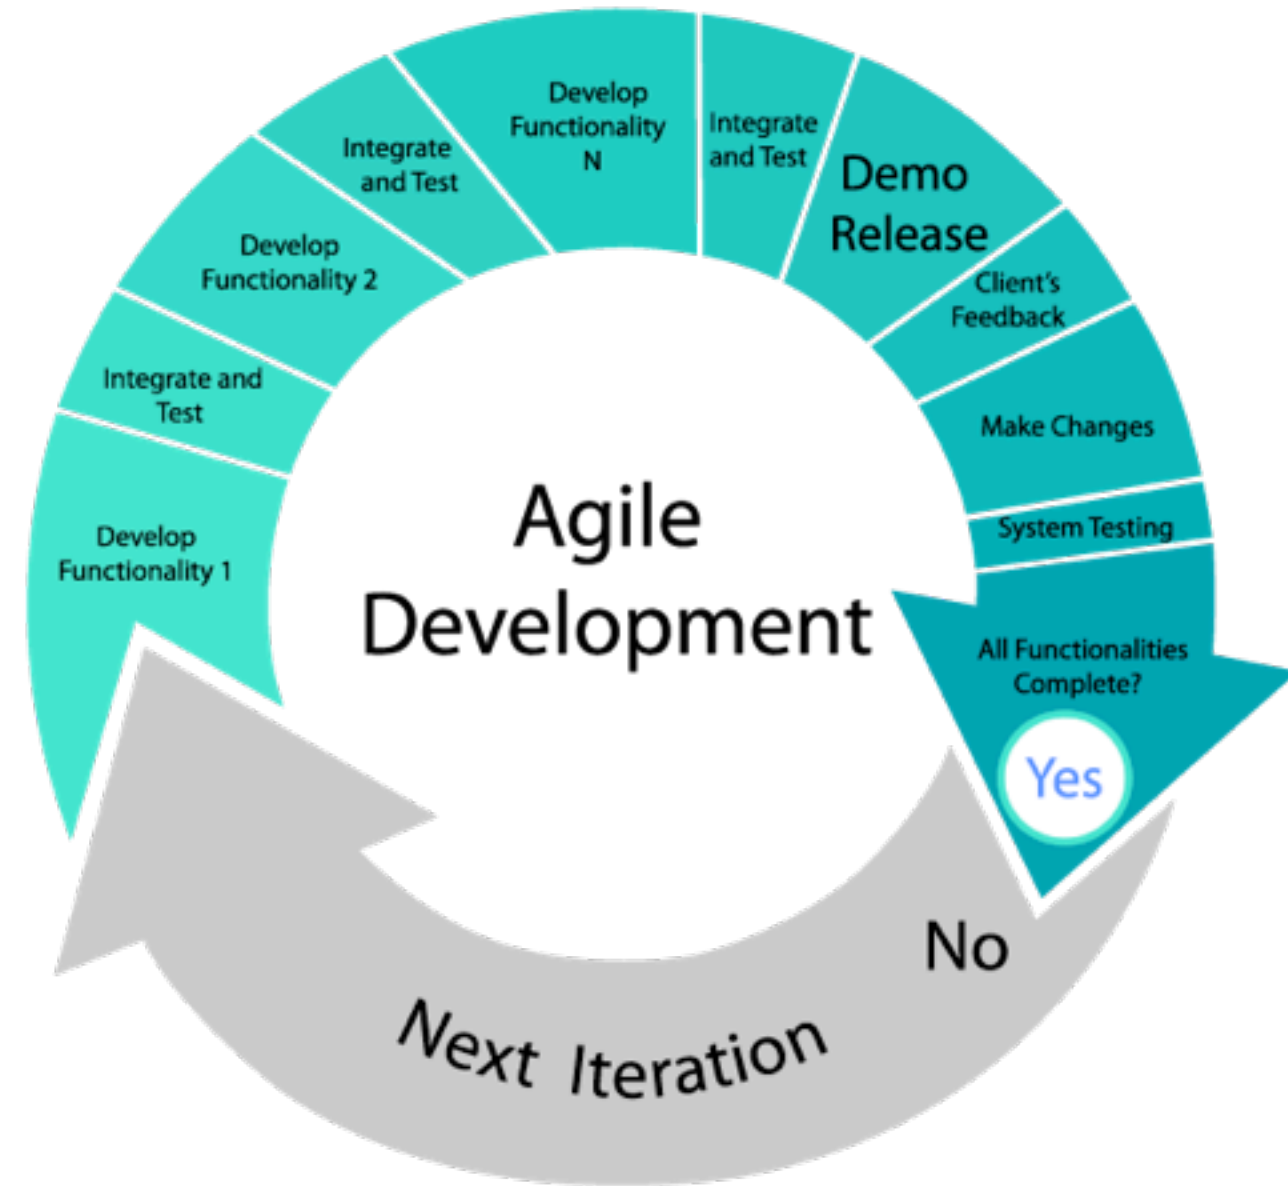 Develop
Functionality 1
Integrate and
Test
Develop
Functionality 2
Integrate
and Test
Develop
Functionality
N
Integrate
and Test
Demo
Release
Client's
Feedback
Make Changes
System Testing
All Functionalities
Complete?
Yes
No
Next Iteration
Agile
Development